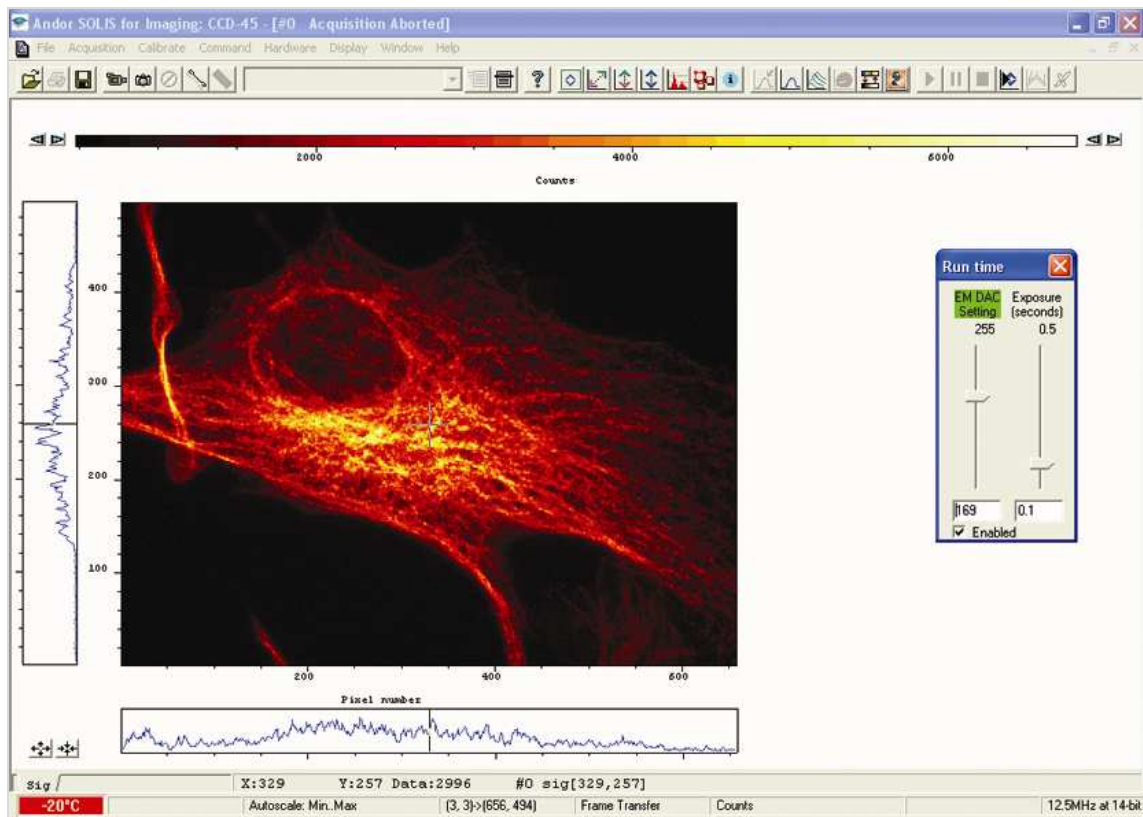 Andor SOLIS for Imaging: CCD-45 - [#0 Acquisition Aborted]
File Acquisition Calibrate Command Hardware Display Window Help
2000 4000 6000
Counts
400
300
200
100
200 400 600
Pixel number
Run time
EM DAC Setting
Exposure (seconds)
255 0.5
169 0.1
Enabled
Sig X:329 Y:257 Data:2996 #0 sig[329,257]
-20°C Autoscale: Min..Max (3, 3)->(656, 494) Frame Transfer Counts 12.5MHz at 14-bit